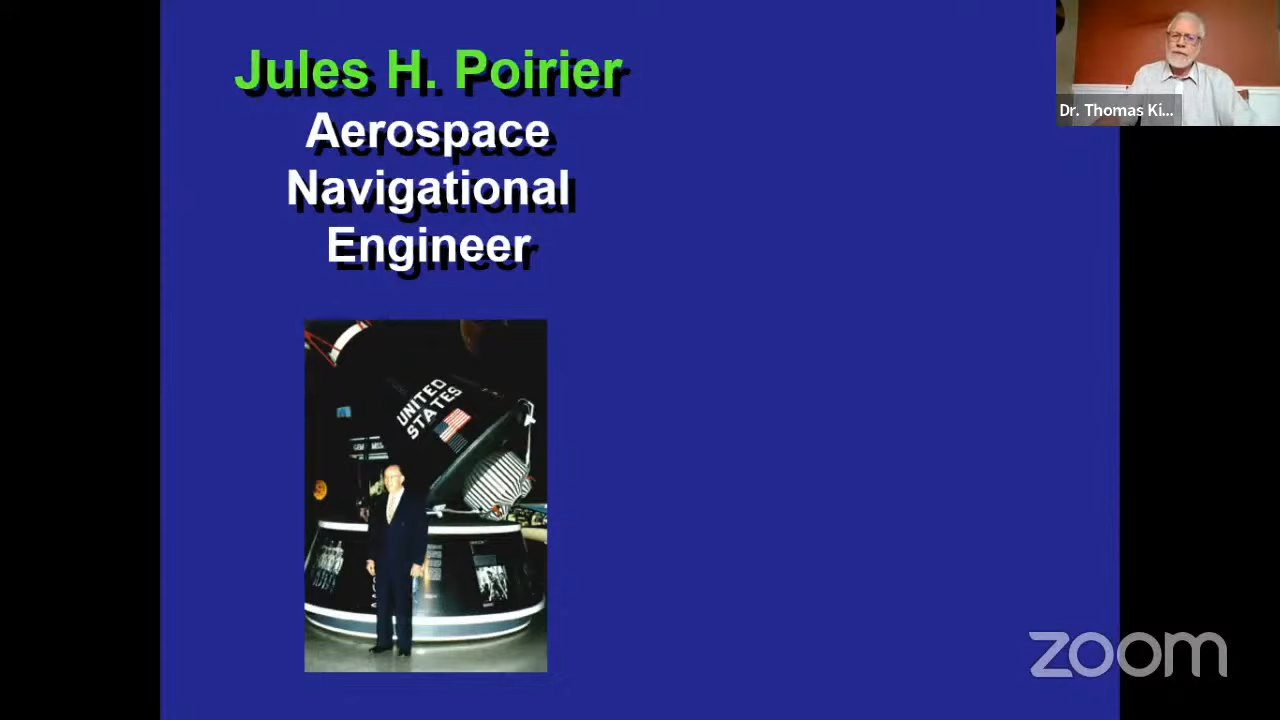 Jules H. Poirier
Aerospace
Navigational
Engineer
Dr. Thomas Ki...
UNITED
STATES
zoom